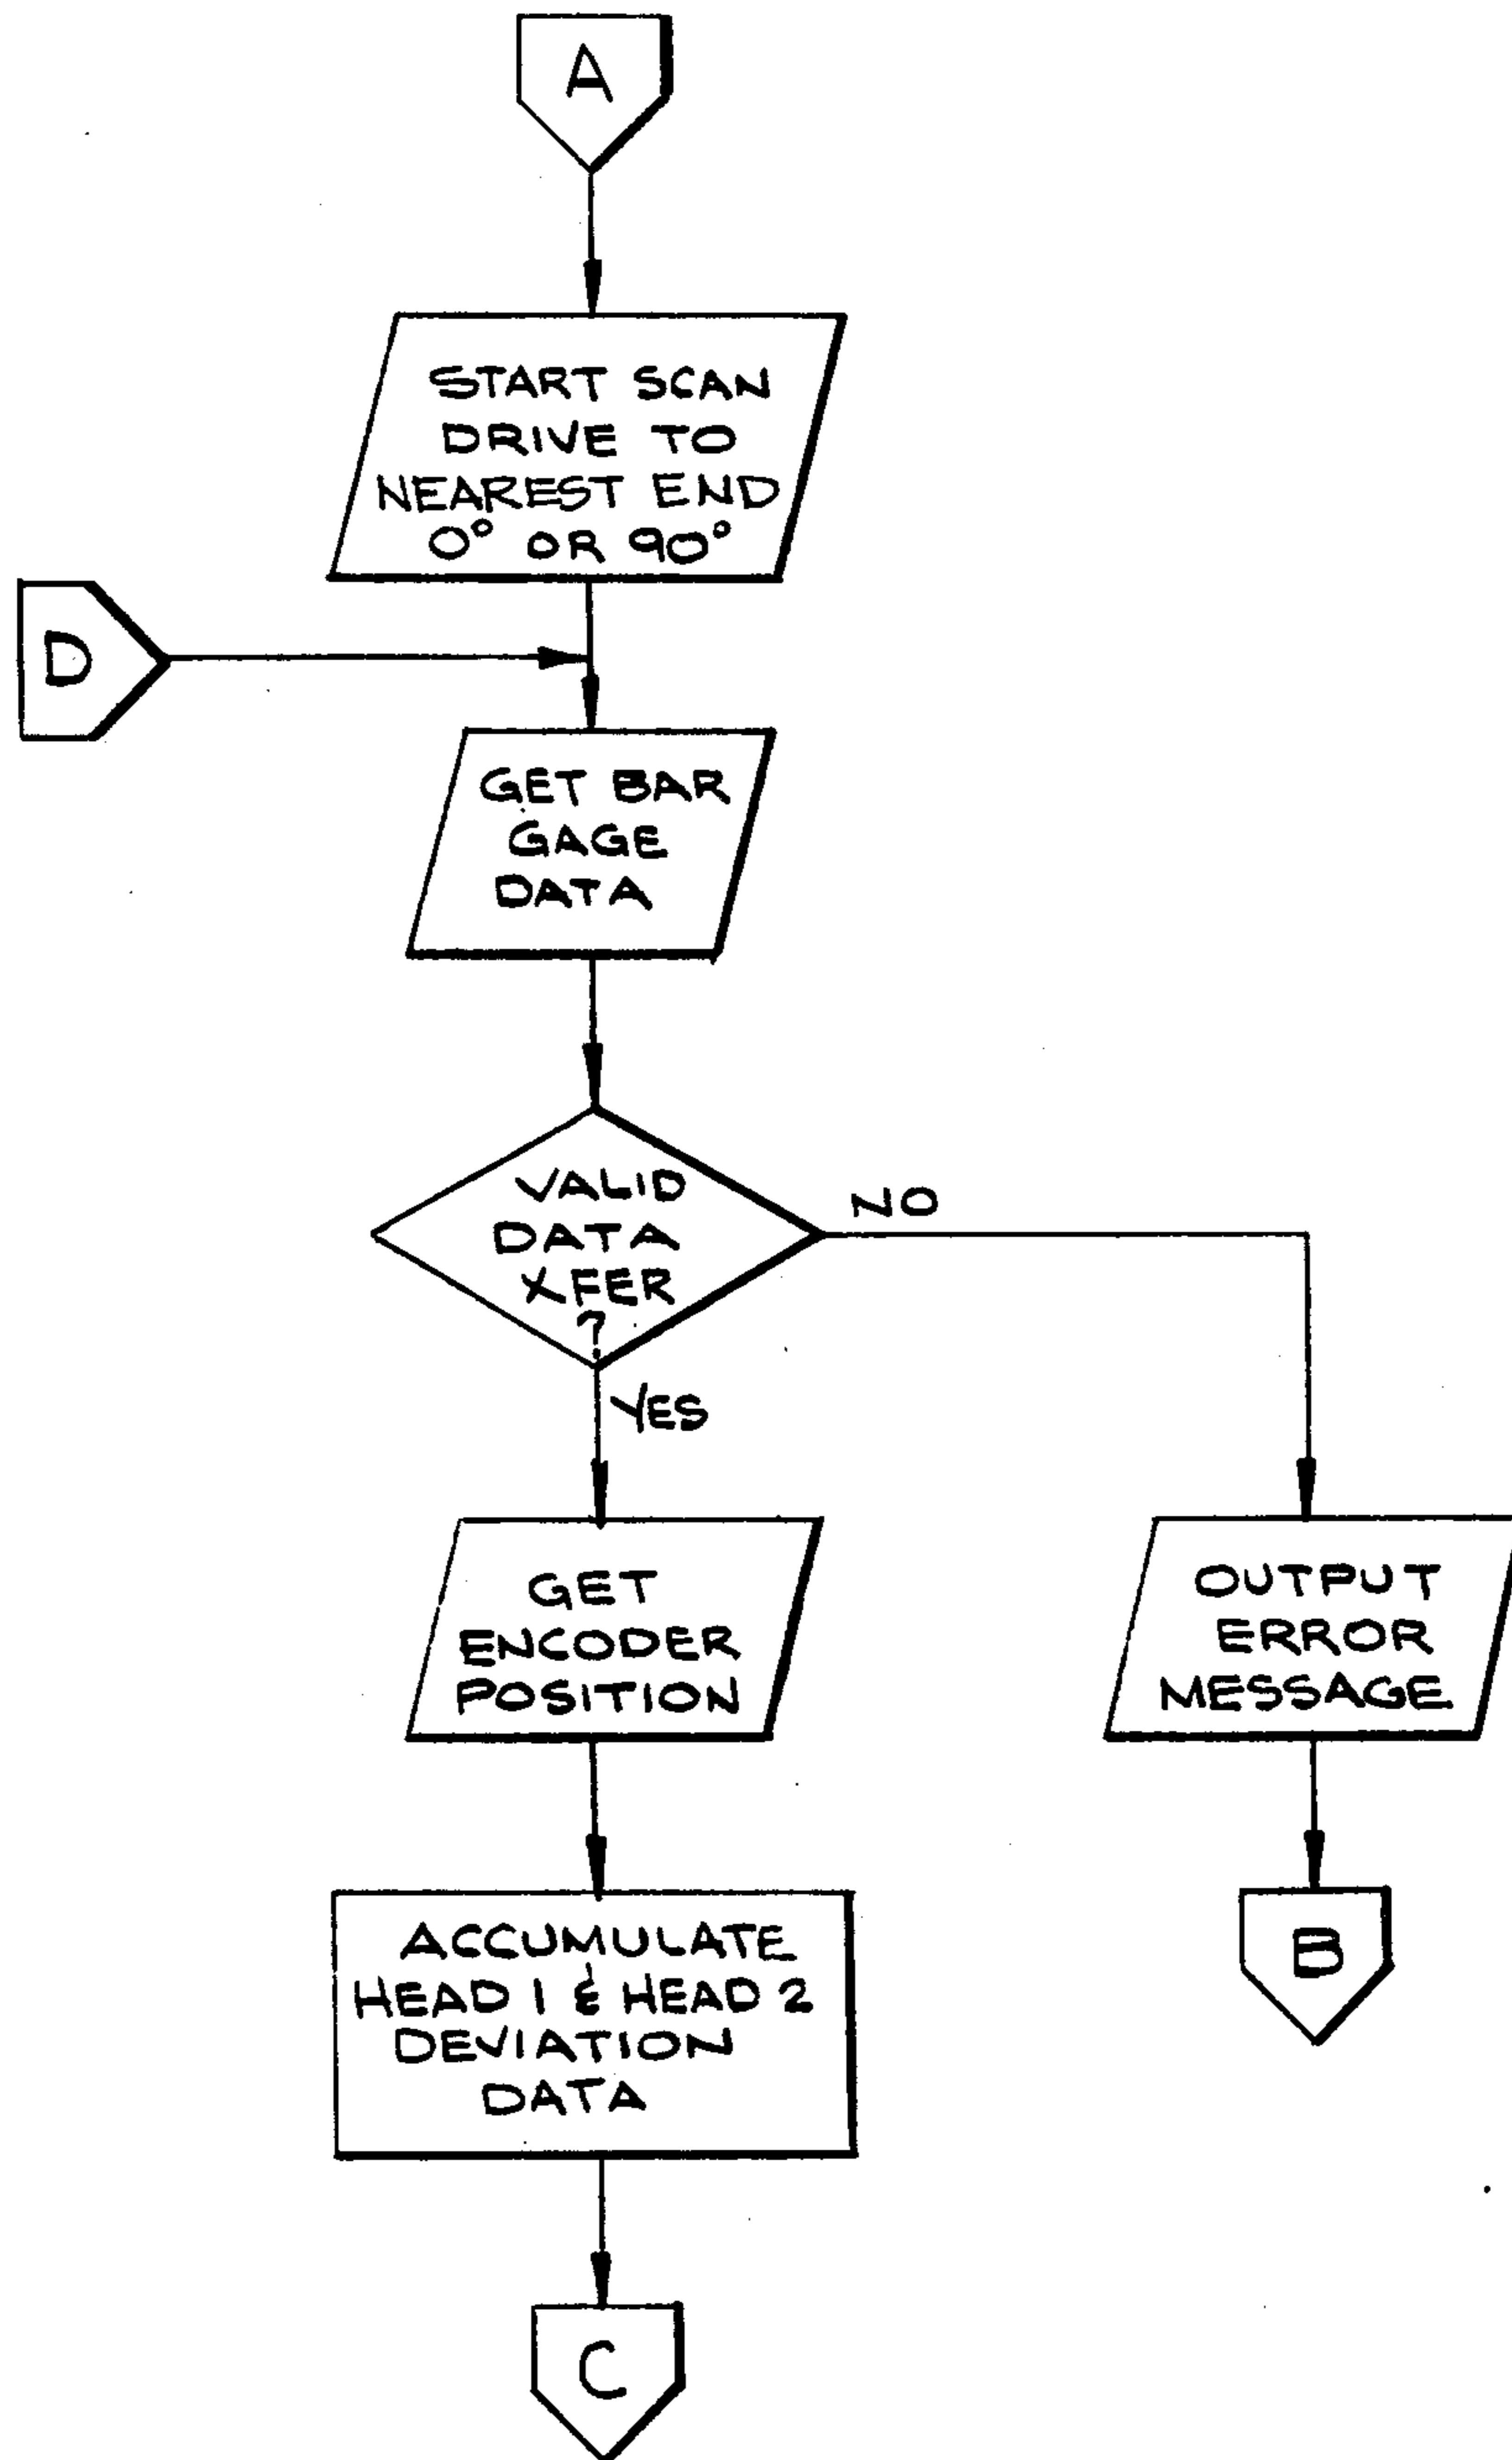 A
START SCAN
DRIVE TO
NEAREST END
0° OR 90°
D
GET BAR
GAGE
DATA
VALID
DATA
XFER
?
NO
YES
GET
ENCODER
POSITION
OUTPUT
ERROR
MESSAGE
ACCUMULATE
HEAD 1 & HEAD 2
DEVIATION
DATA
B
C